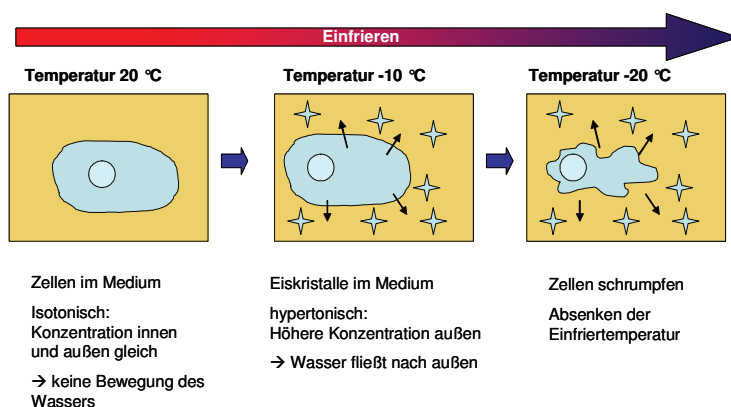 Einfrieren
Temperatur 20 °C
Temperatur -10 °C
Temperatur -20 °C
Zellen im Medium
Isotonisch:
Konzentration innen
und außen gleich
→ keine Bewegung des
Wassers
Eiskristalle im Medium
hypertonisch:
Höhere Konzentration außen
→ Wasser fließt nach außen
Zellen schrumpfen
Absenken der
Einfriertemperatur